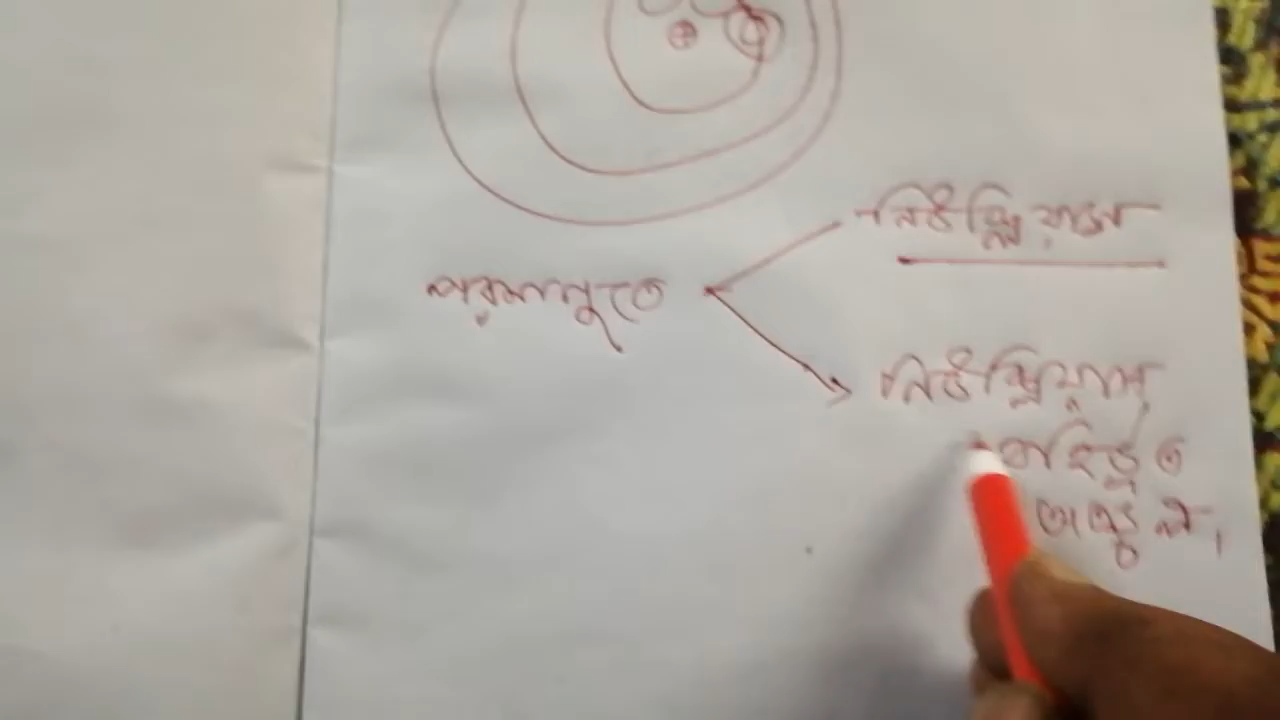 নিউক্লিয়াস
পরমানুতে
নিউক্লিয়াস
বহির্ভূত
অঞ্চল।